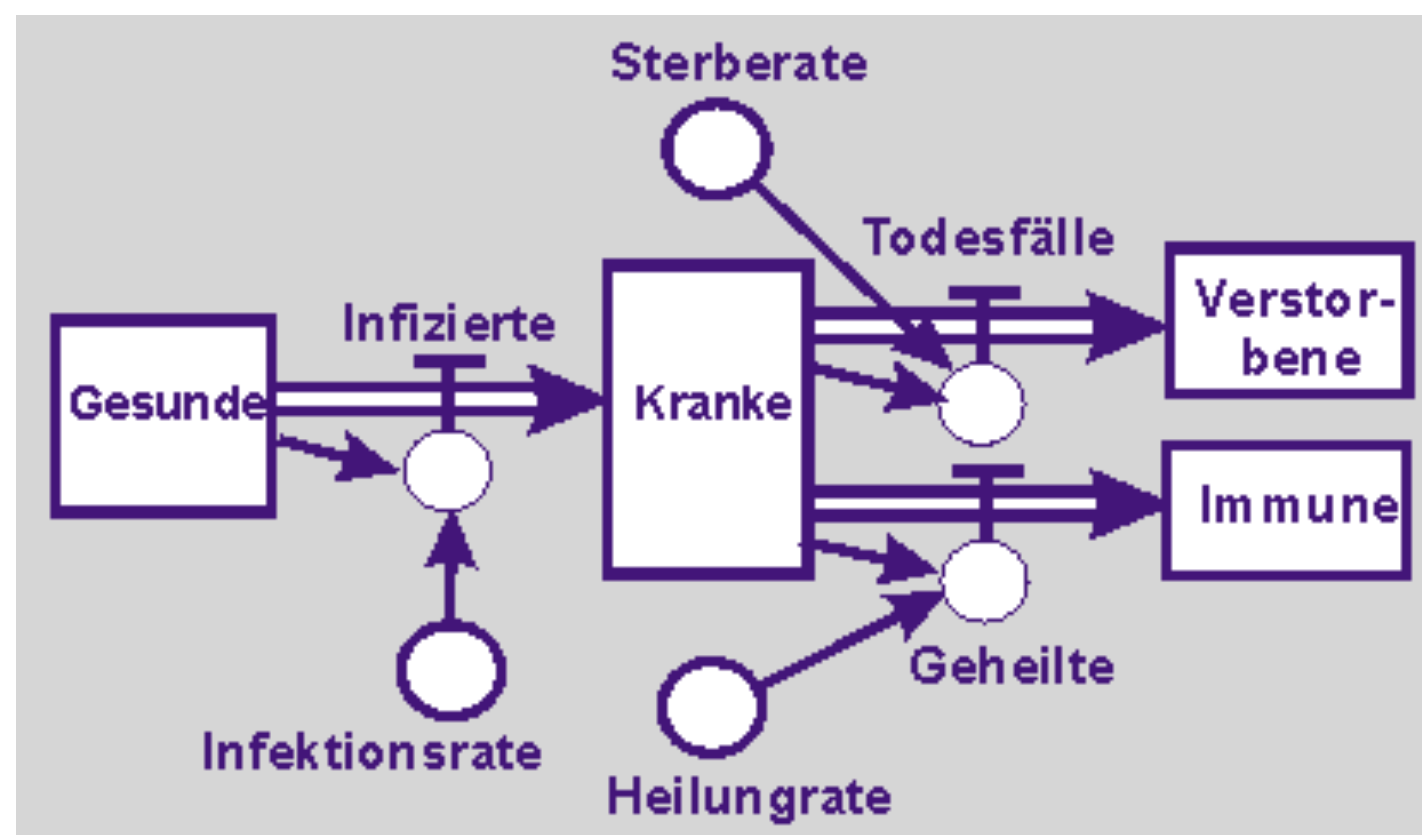 Sterberate
Todesfälle
Verstor-
bene
Infizierte
Gesunde
Kranke
Immune
Geheilte
Infektionsrate
Heilungrate